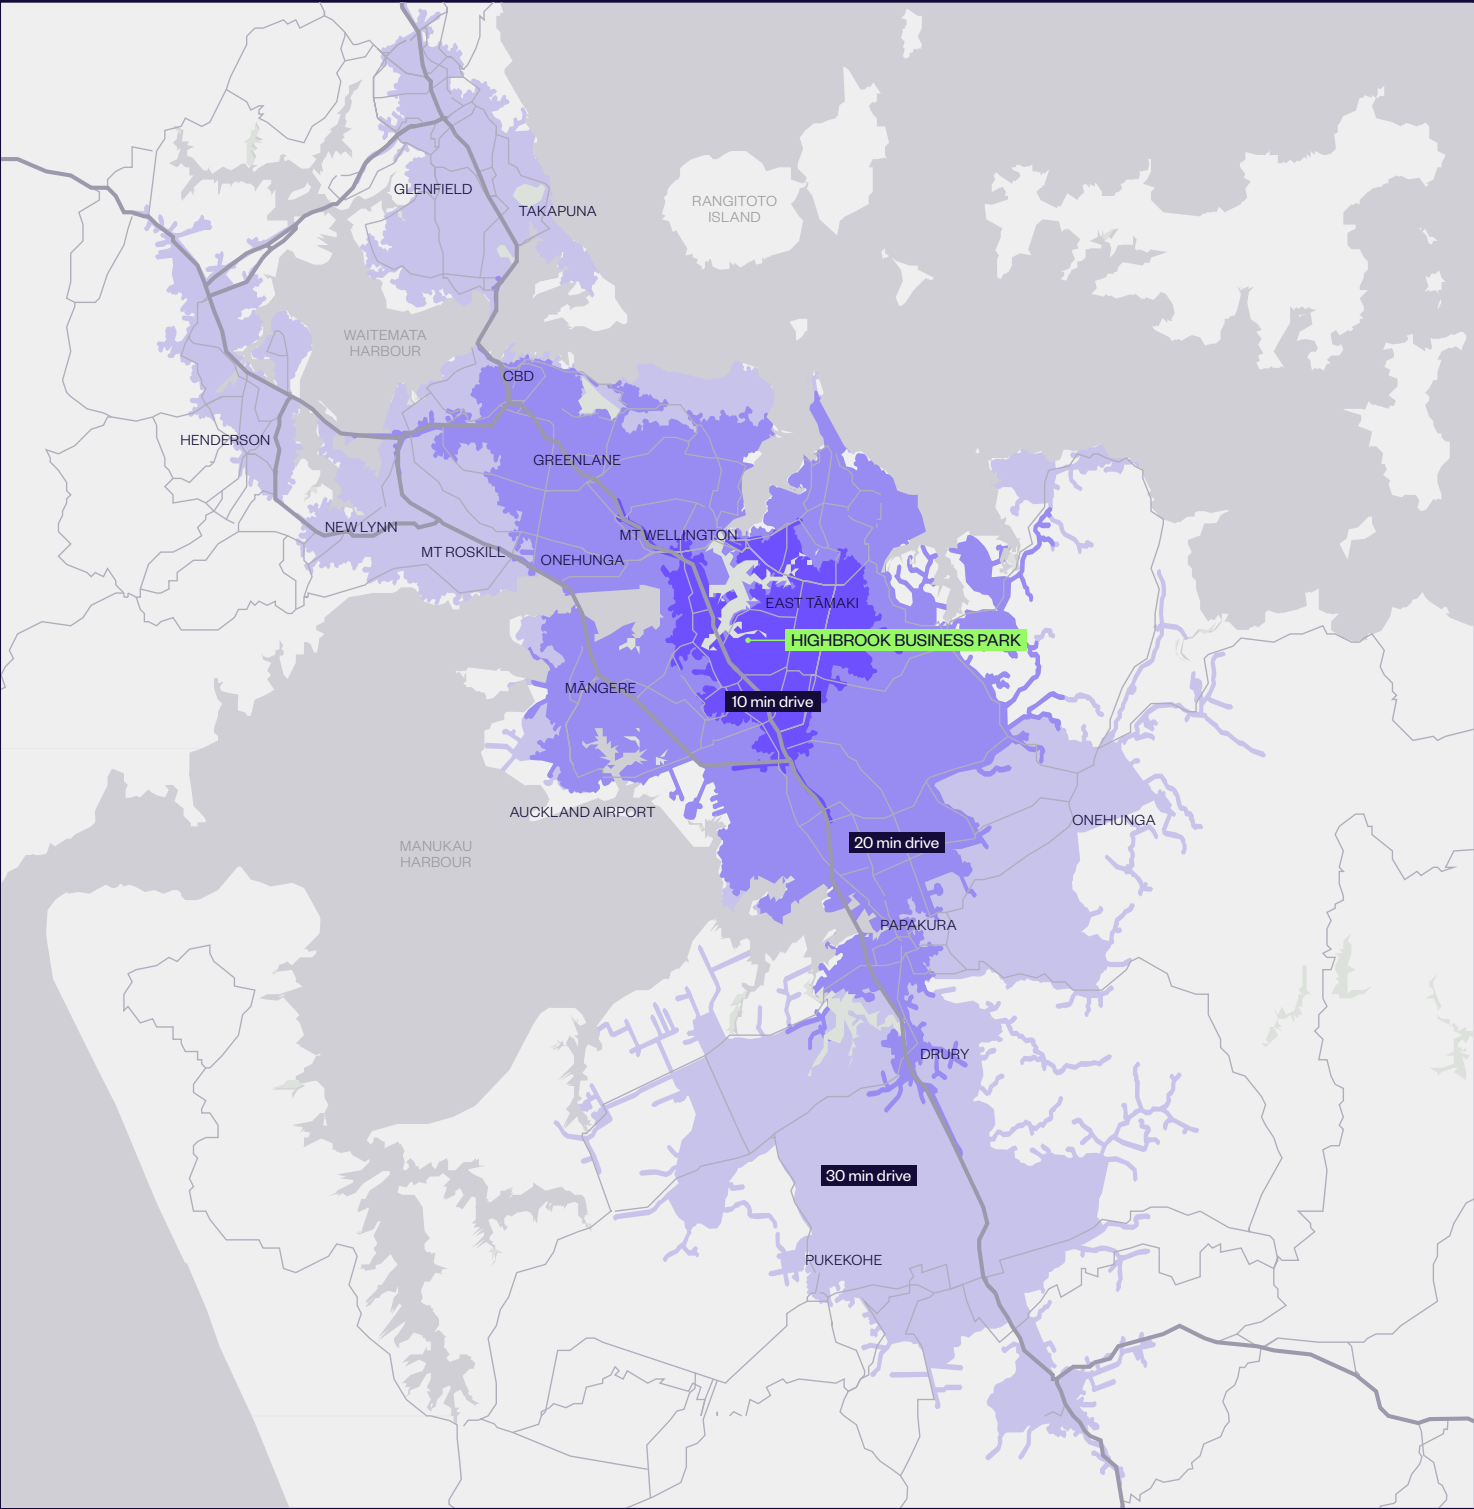 GLENFIELD
TAKAPUNA
RANGITOTO
ISLAND
WAITEMATA
HARBOUR
CBD
HENDERSON
GREENLANE
NEW LYNN
MT WELLINGTON
MT ROSKILL
ONEHUNGA
EAST TĀMAKI
HIGHBROOK BUSINESS PARK
MĀNGERE
10 min drive
AUCKLAND AIRPORT
ONEHUNGA
20 min drive
MANUKAU
HARBOUR
PAPAKURA
DRURY
30 min drive
PUKEKOHE